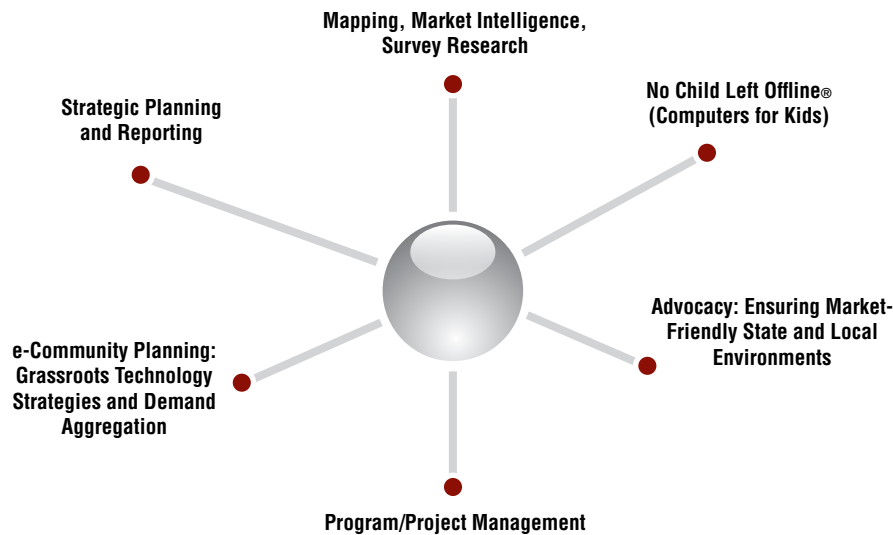 Mapping, Market Intelligence,
Survey Research
No Child Left Offline®
(Computers for Kids)
Strategic Planning
and Reporting
Advocacy: Ensuring Market-
Friendly State and Local
Environments
e-Community Planning:
Grassroots Technology
Strategies and Demand
Aggregation
Program/Project Management